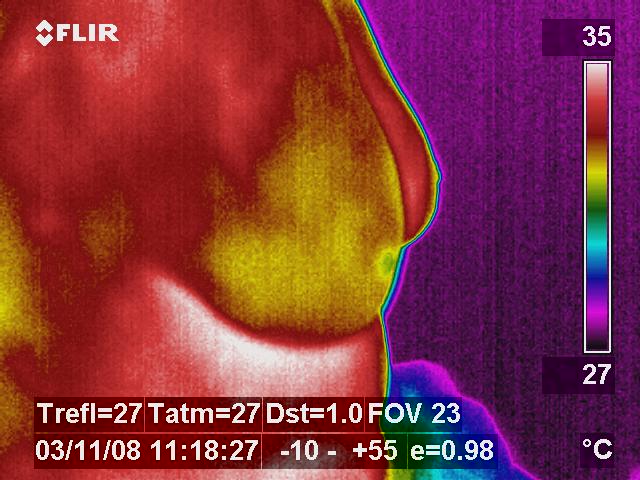 FLIR
35
27
Trefl=27 Tatm=27 Dst=1.0 FOV 23
03/11/08 11:18:27 -10 - +55 e=0.98 °C